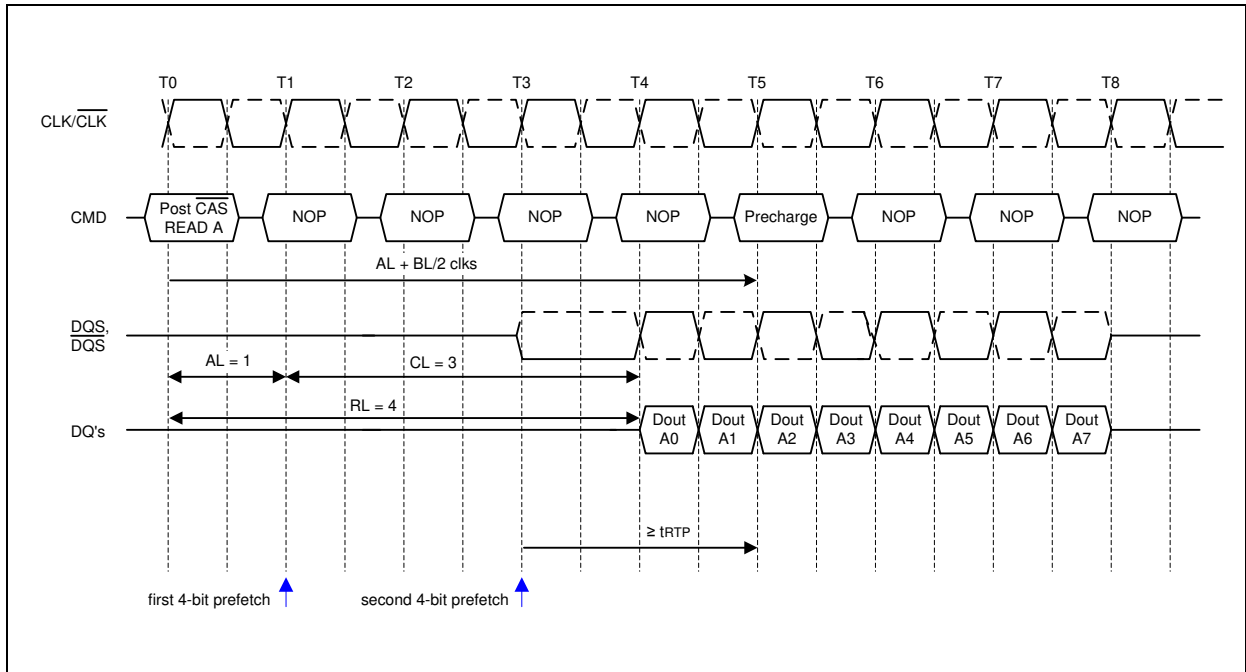 T0 T1 T2 T3 T4 T5 T6 T7 T8
CLK/CLK
CMD
Post CAS
READ A
NOP NOP NOP NOP Precharge NOP NOP NOP
AL + BL/2 clks
DQS,
DQS
AL = 1 CL = 3
RL = 4
DQ's
Dout Dout Dout Dout Dout Dout Dout Dout
A0 A1 A2 A3 A4 A5 A6 A7
≥ tRTP
first 4-bit prefetch second 4-bit prefetch